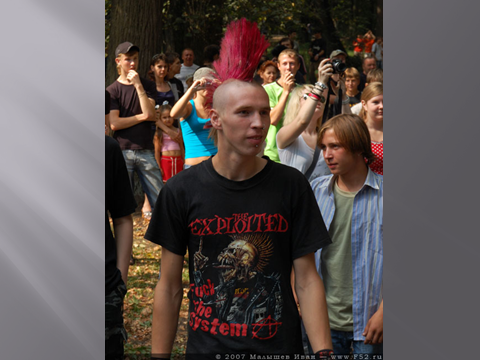 THE
EXPLOITED
Fuck
the
system
© 2007 Малышев Иван www.F52.ru